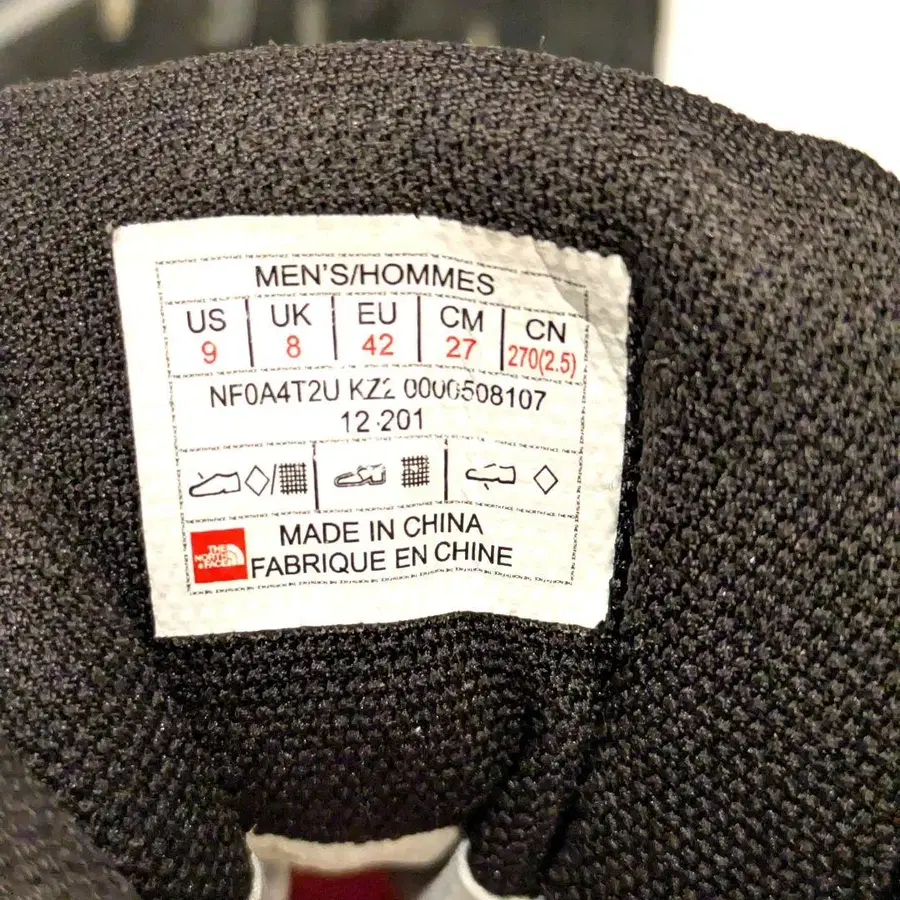 MEN'S/HOMMES
US UK EU CM CN
9 8 42 27 270(2.5)
NF0A4T2U KZ2 0000508107
12.201
MADE IN CHINA
THE NORTH FACE
FABRIQUE EN CHINE